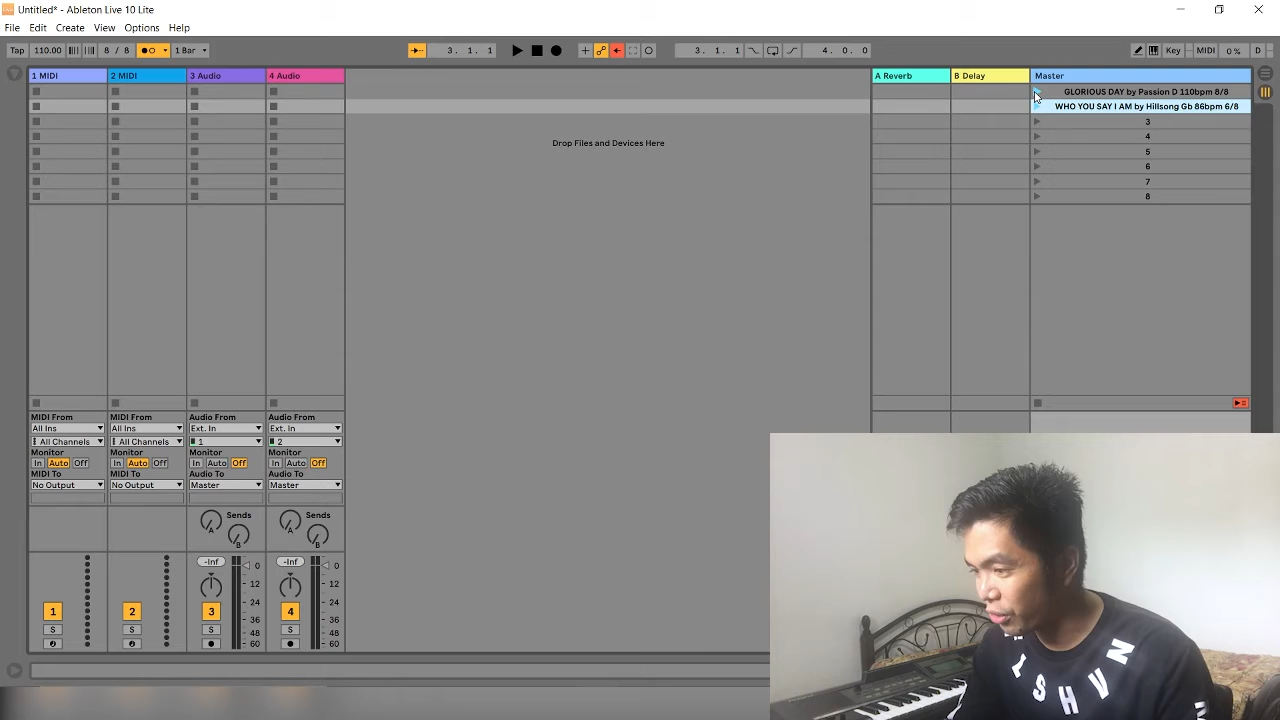 Untitled* - Ableton Live 10 Lite
File Edit Create View Options Help
Tap 110.00 8 / 8 1 Bar 3. 1. 1 3. 1. 1 4. 0. 0 Key MIDI 0 % D
1 MIDI 2 MIDI 3 Audio 4 Audio A Reverb B Delay Master
GLORIOUS DAY by Passion D 110bpm 8/8
WHO YOU SAY I AM by Hillsong Gb 86bpm 6/8
3
4
Drop Files and Devices Here
5
6
7
8
MIDI From MIDI From Audio From Audio From
All Ins All Ins Ext. In Ext. In
All Channels All Channels 1 2
Monitor Monitor Monitor Monitor
In Auto Off In Auto Off In Auto Off In Auto Off
MIDI To MIDI To Audio To Audio To
No Output No Output Master Master
Sends Sends
A B A B
-Inf -Inf
0 0
12 12
24 24
36 36
48 48
60 60
1 2 3 4
S S S S
L S H V N